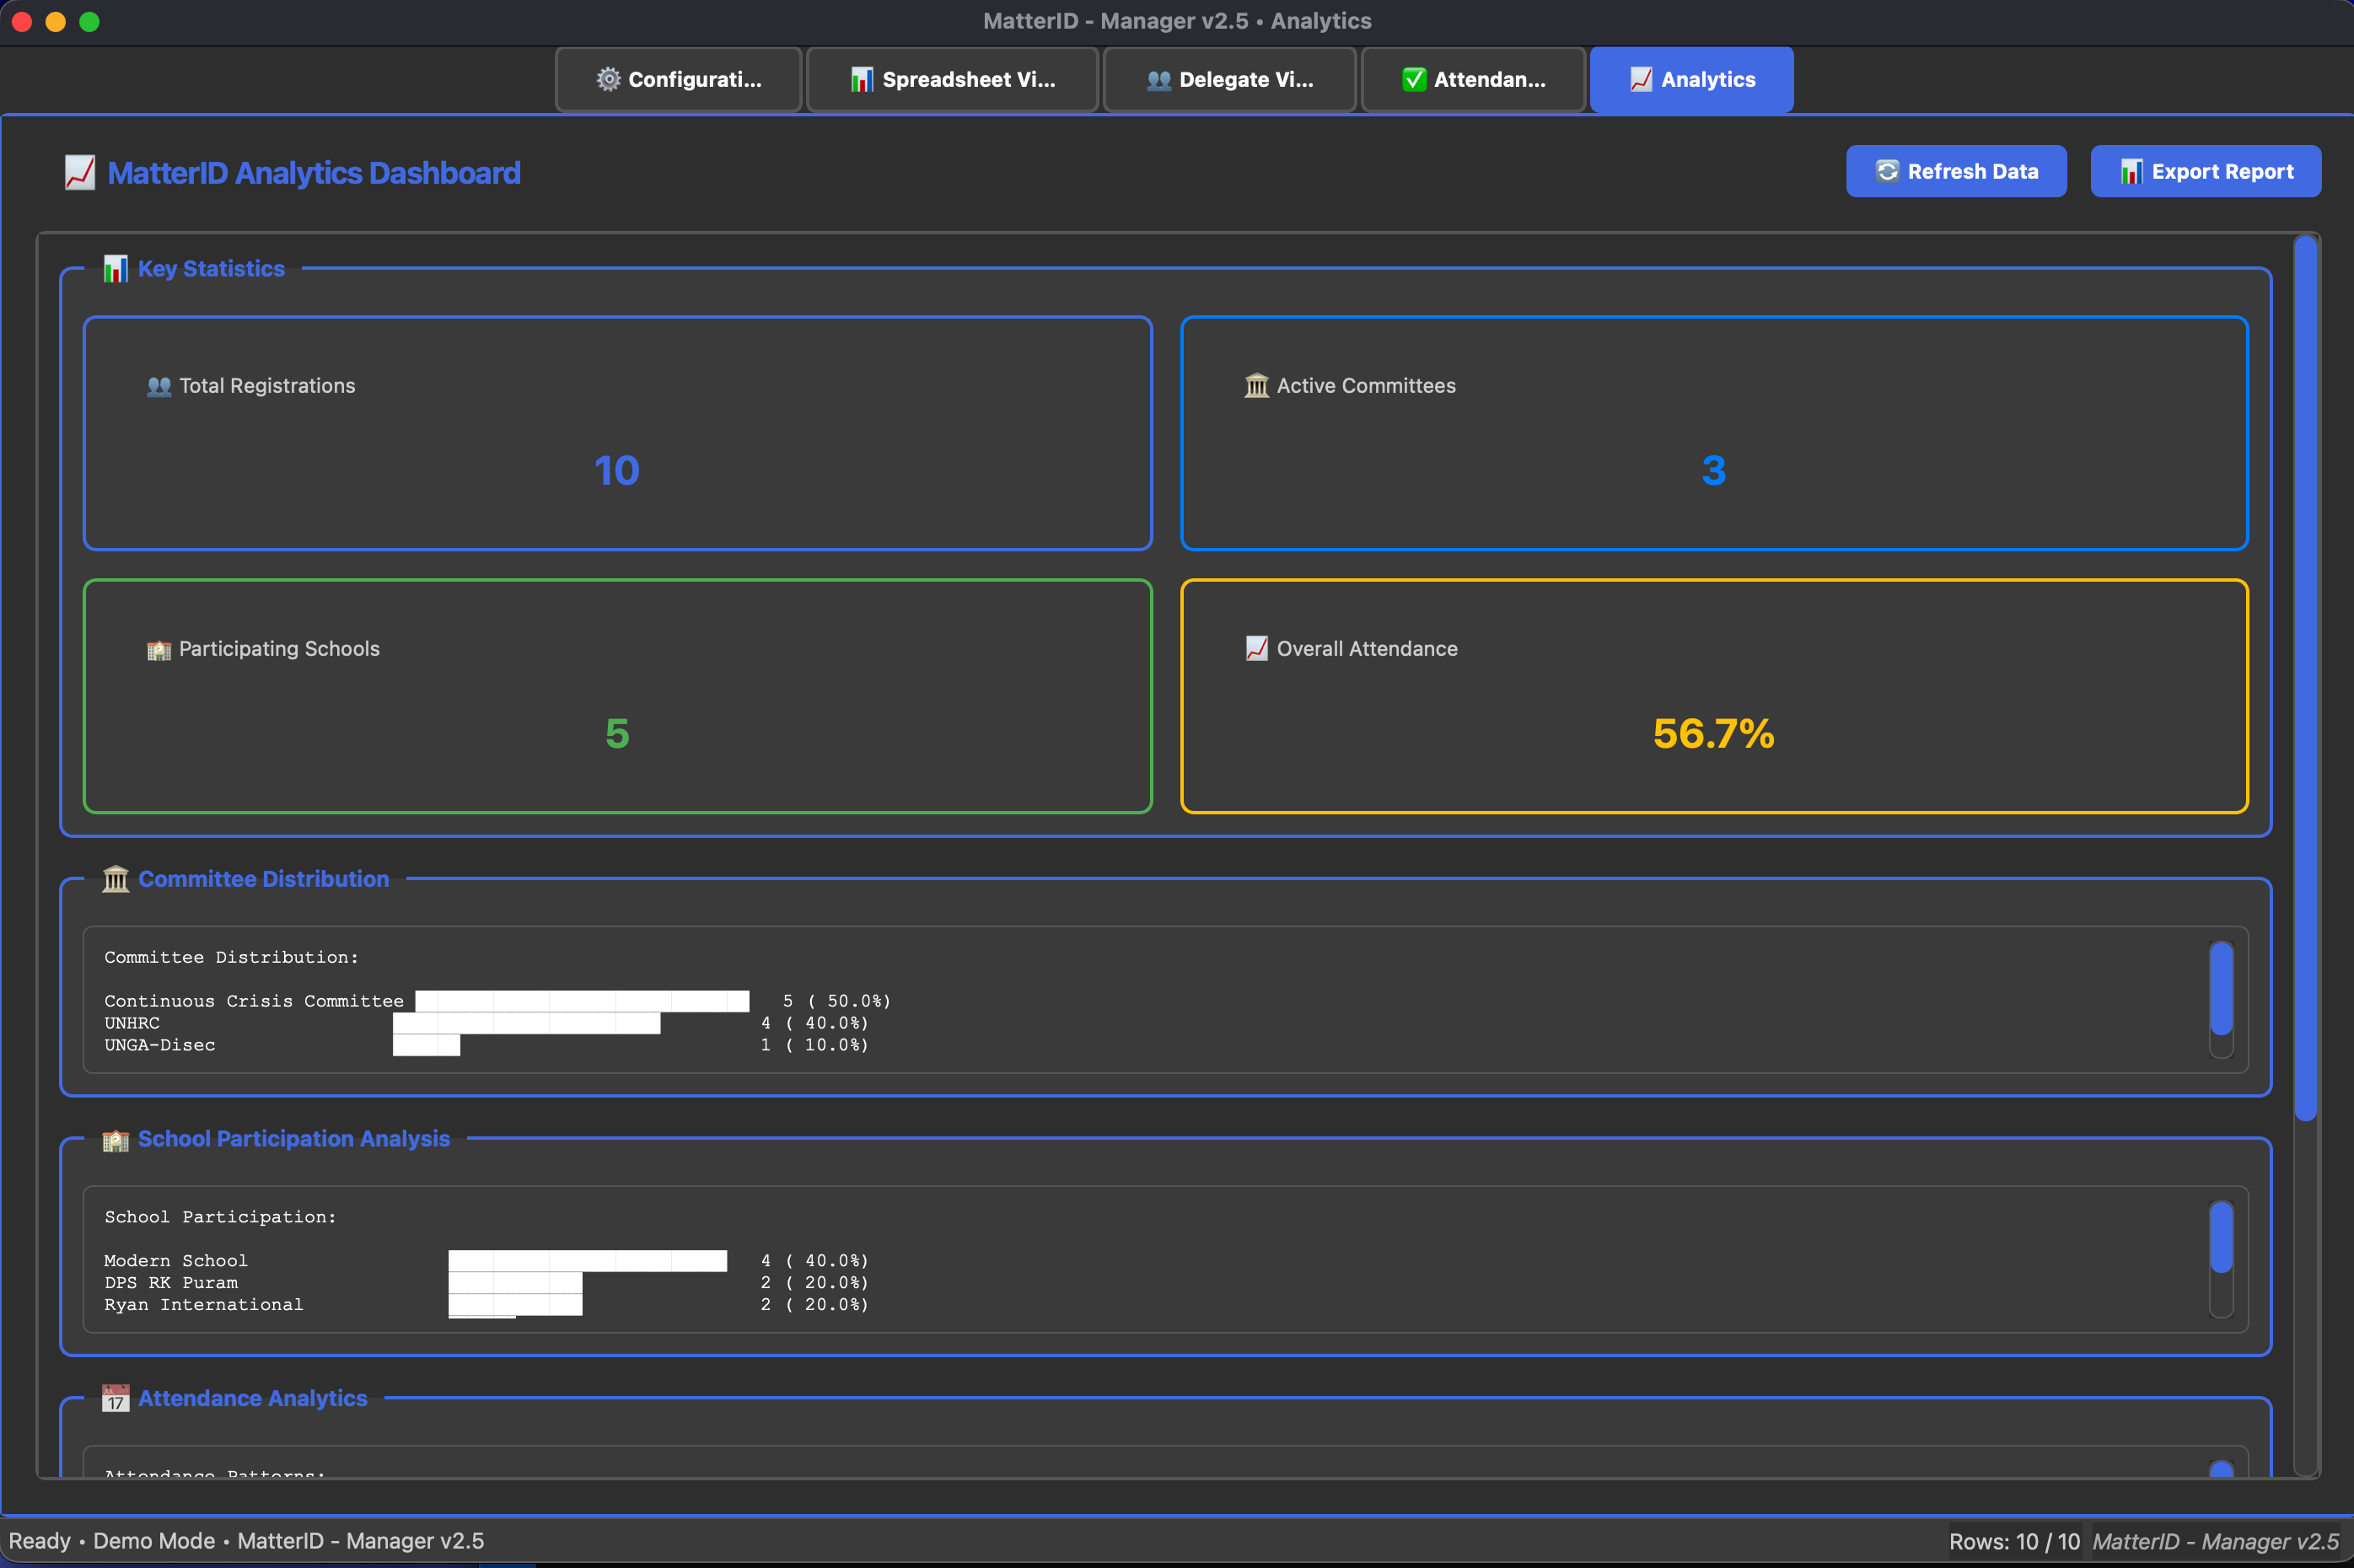 MatterID - Manager v2.5 • Analytics
Configurati...
Spreadsheet Vi...
Delegate Vi...
Attendan...
Analytics
MatterID Analytics Dashboard
Refresh Data
Export Report
Key Statistics
Total Registrations
10
Active Committees
3
Participating Schools
5
Overall Attendance
56.7%
Committee Distribution
Committee Distribution:
Continuous Crisis Committee 5 ( 50.0%)
UNHRC 4 ( 40.0%)
UNGA-Disec 1 ( 10.0%)
School Participation Analysis
School Participation:
Modern School 4 ( 40.0%)
DPS RK Puram 2 ( 20.0%)
Ryan International 2 ( 20.0%)
JUL
17
Attendance Analytics
Attendance Patterns:
Ready • Demo Mode • MatterID - Manager v2.5
Rows: 10 / 10
MatterID - Manager v2.5